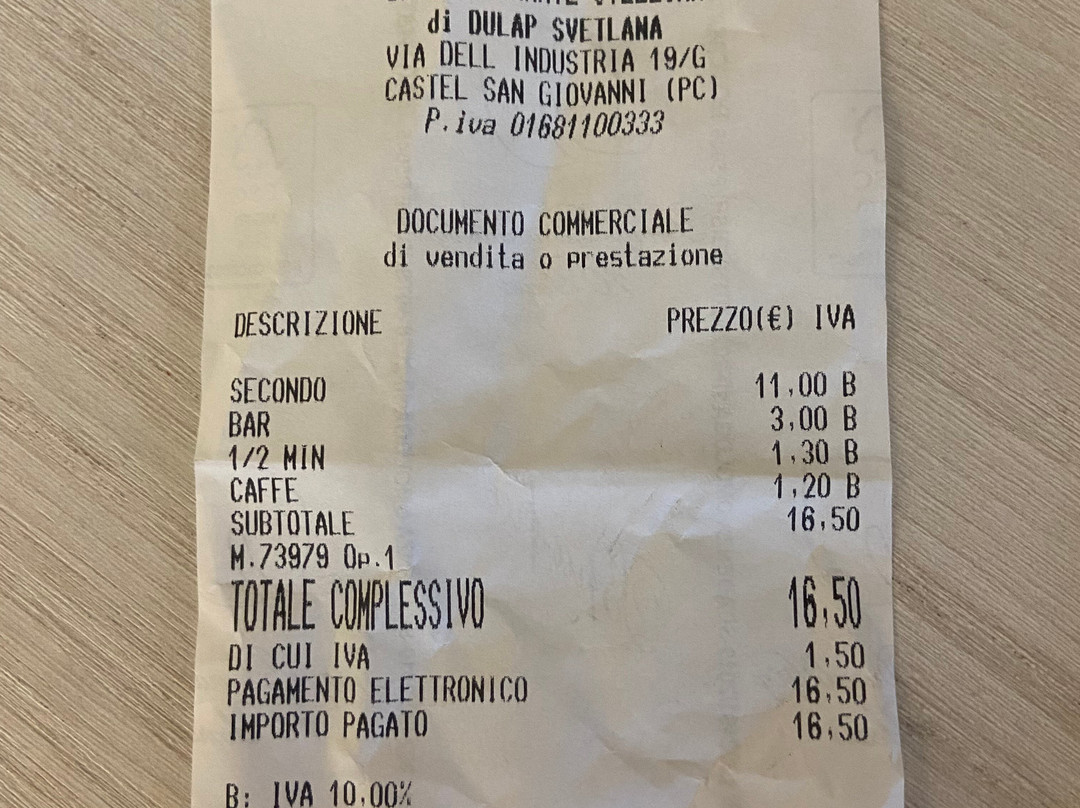 di DULAP SVETLANA
VIA DELL INDUSTRIA 19/G
CASTEL SAN GIOVANNI (PC)
P.iva 01681100333
DOCUMENTO COMMERCIALE
di vendita o prestazione
DESCRIZIONE PREZZO(€) IVA
SECONDO 11,00 B
BAR 3,00 B
1/2 MIN 1,30 B
CAFFE 1,20 B
SUBTOTALE 16,50
M.73979 Op.1
TOTALE COMPLESSIVO 16,50
DI CUI IVA 1,50
PAGAMENTO ELETTRONICO 16,50
IMPORTO PAGATO 16,50
B: IVA 10,00%